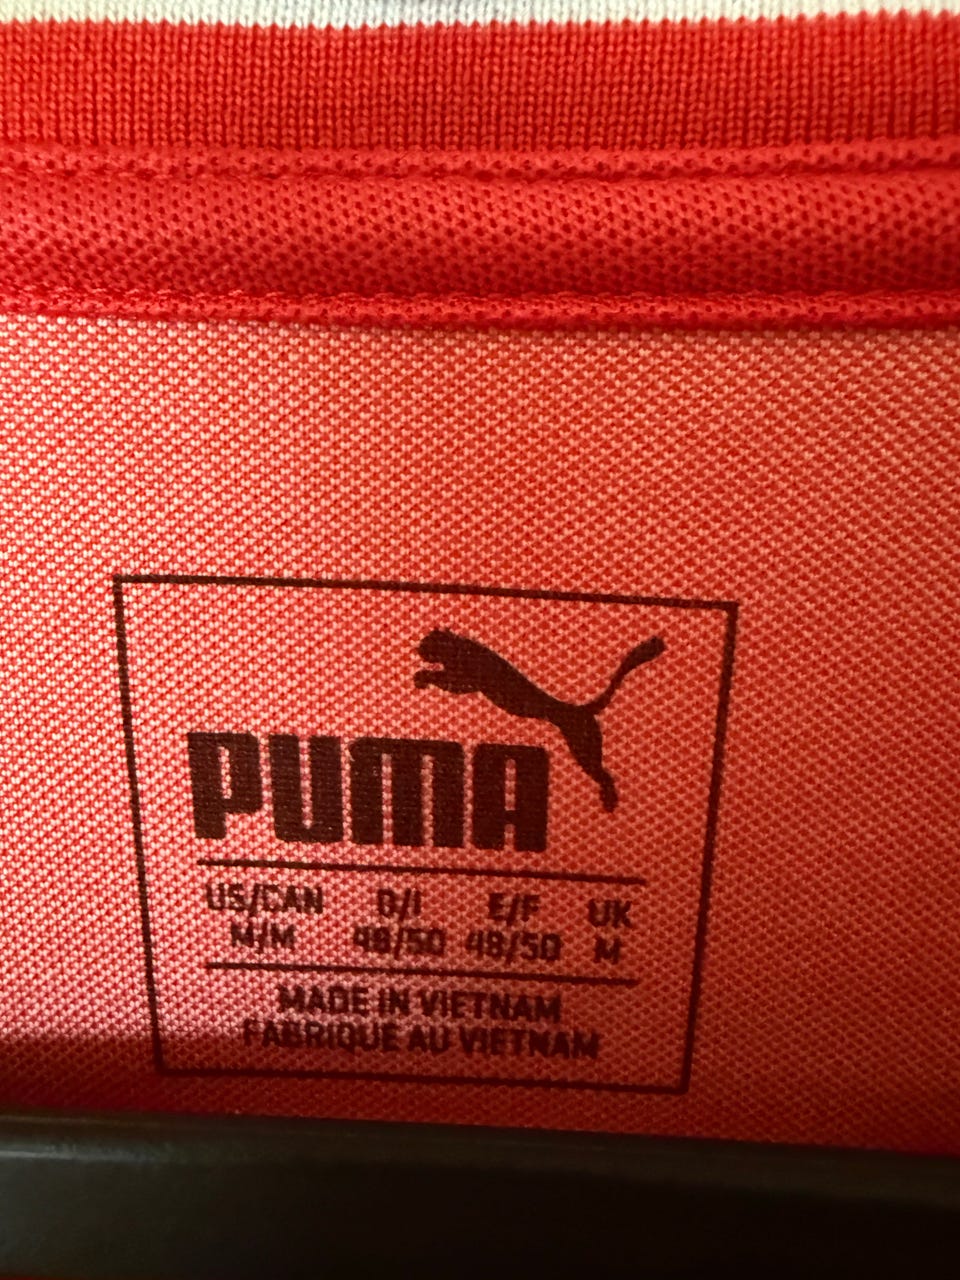 PUMA
US/CAN D/I E/F UK
M/M 48/50 48/50 M
MADE IN VIETNAM
FABRIQUE AU VIETNAM